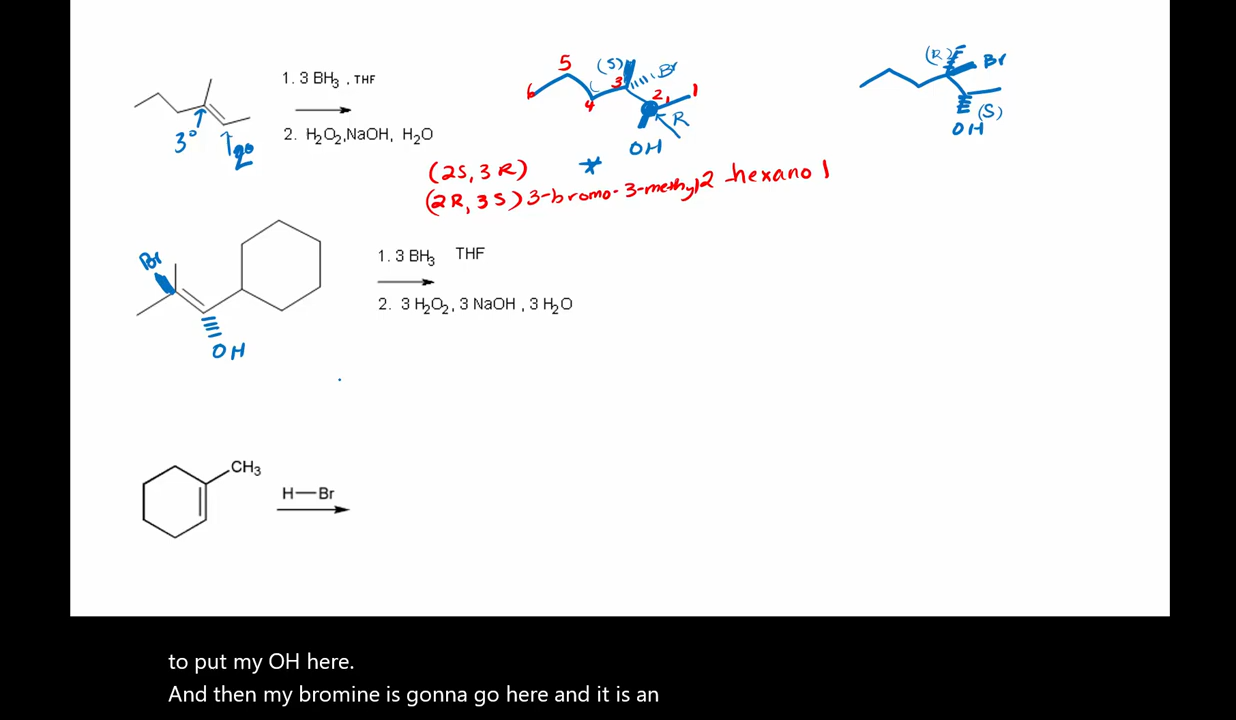 1. 3 BH3 . THF
2. H2O2,NaOH, H2O
3°
2°
5
6
4
3
2
1
(S)
Br
R
OH
(R)
Br
(S)
OH
(2S, 3R)
(2R, 3S) 3-bromo-3-methyl 2-hexanol
Br
OH
1. 3 BH3 THF
2. 3 H2O2, 3 NaOH , 3 H2O
CH3
H—Br
to put my OH here.
And then my bromine is gonna go here and it is an